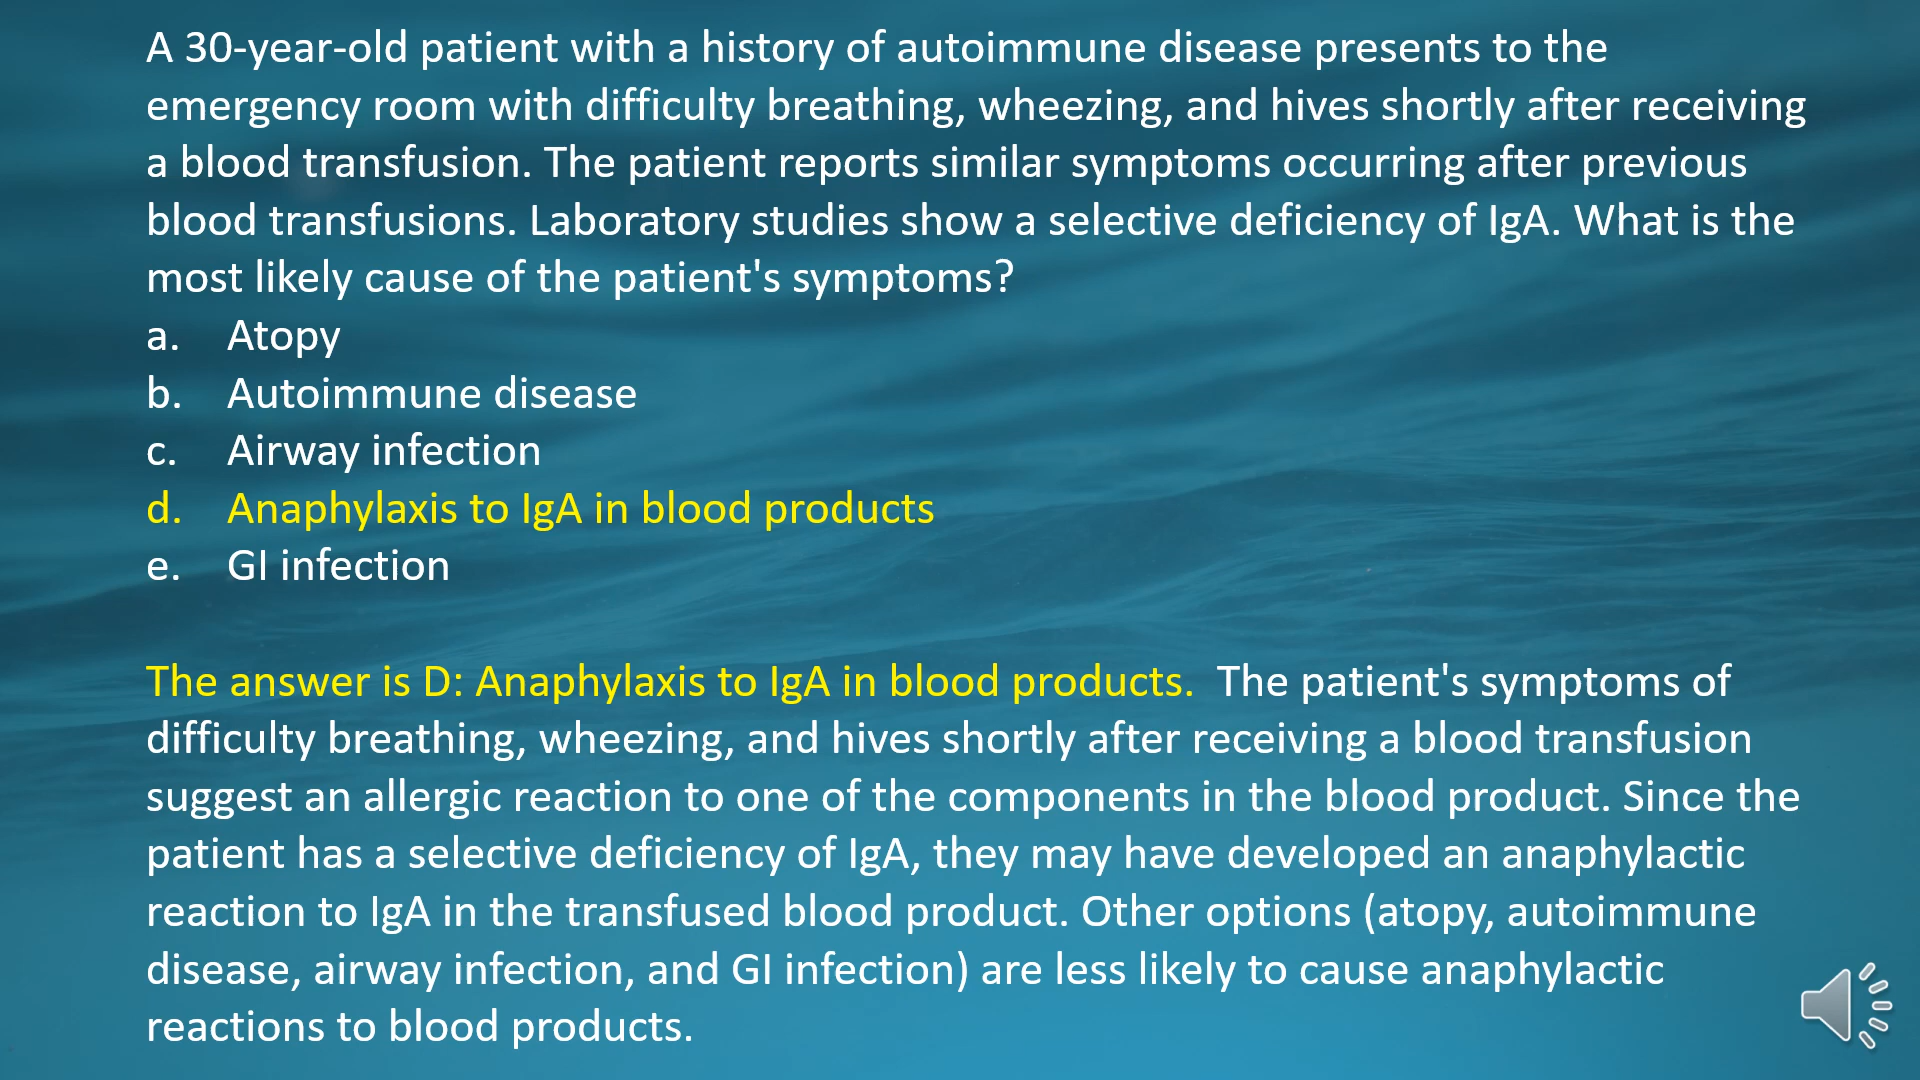 A 30-year-old patient with a history of autoimmune disease presents to the
emergency room with difficulty breathing, wheezing, and hives shortly after receiving
a blood transfusion. The patient reports similar symptoms occurring after previous
blood transfusions. Laboratory studies show a selective deficiency of IgA. What is the
most likely cause of the patient's symptoms?
a. Atopy
b. Autoimmune disease
c. Airway infection
d. Anaphylaxis to IgA in blood products
e. GI infection
The answer is D: Anaphylaxis to IgA in blood products. The patient's symptoms of
difficulty breathing, wheezing, and hives shortly after receiving a blood transfusion
suggest an allergic reaction to one of the components in the blood product. Since the
patient has a selective deficiency of IgA, they may have developed an anaphylactic
reaction to IgA in the transfused blood product. Other options (atopy, autoimmune
disease, airway infection, and GI infection) are less likely to cause anaphylactic
reactions to blood products.